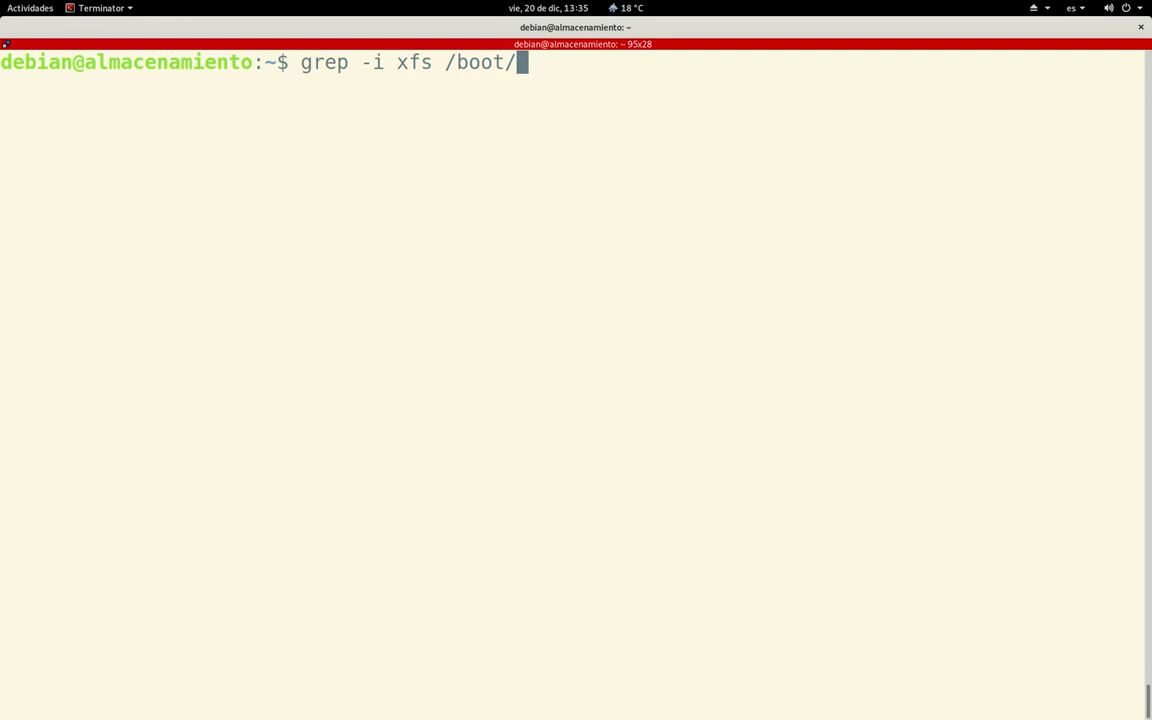 Actividades Terminator vie, 20 de dic, 13:35 18 °C es
debian@almacenamiento: ~
debian@almacenamiento: ~ 95x28
debian@almacenamiento:~$ grep -i xfs /boot/